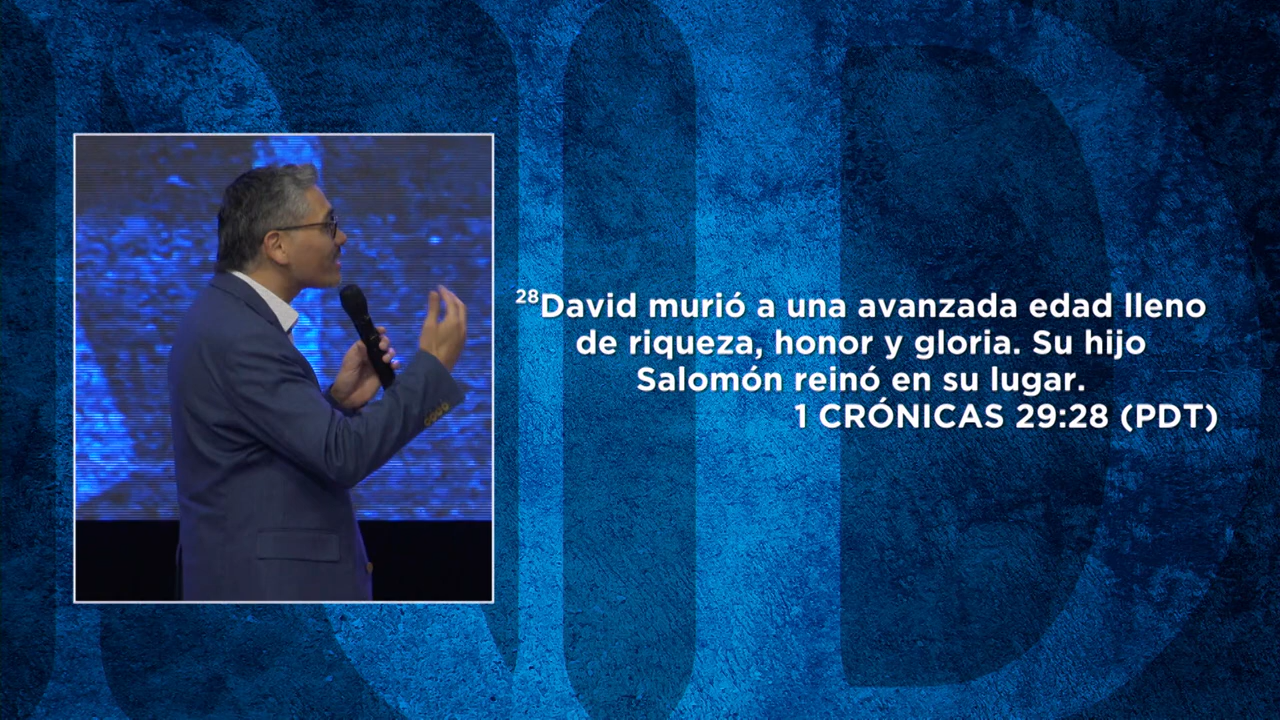 28David murió a una avanzada edad lleno
de riqueza, honor y gloria. Su hijo
Salomón reinó en su lugar.
1 CRÓNICAS 29:28 (PDT)